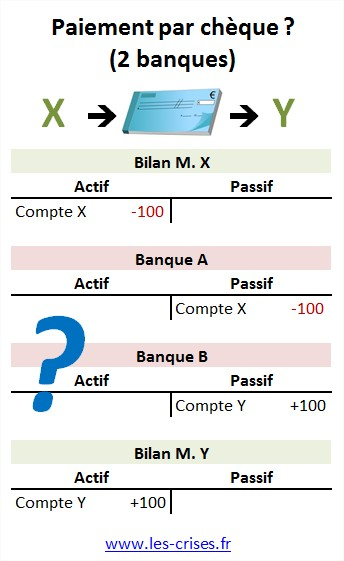 Paiement par chèque ?
(2 banques)
X → € → Y
Bilan M. X
Actif Passif
Compte X -100
Banque A
Actif Passif
Compte X -100
?
Banque B
Actif Passif
Compte Y +100
Bilan M. Y
Actif Passif
Compte Y +100
www.les-crises.fr